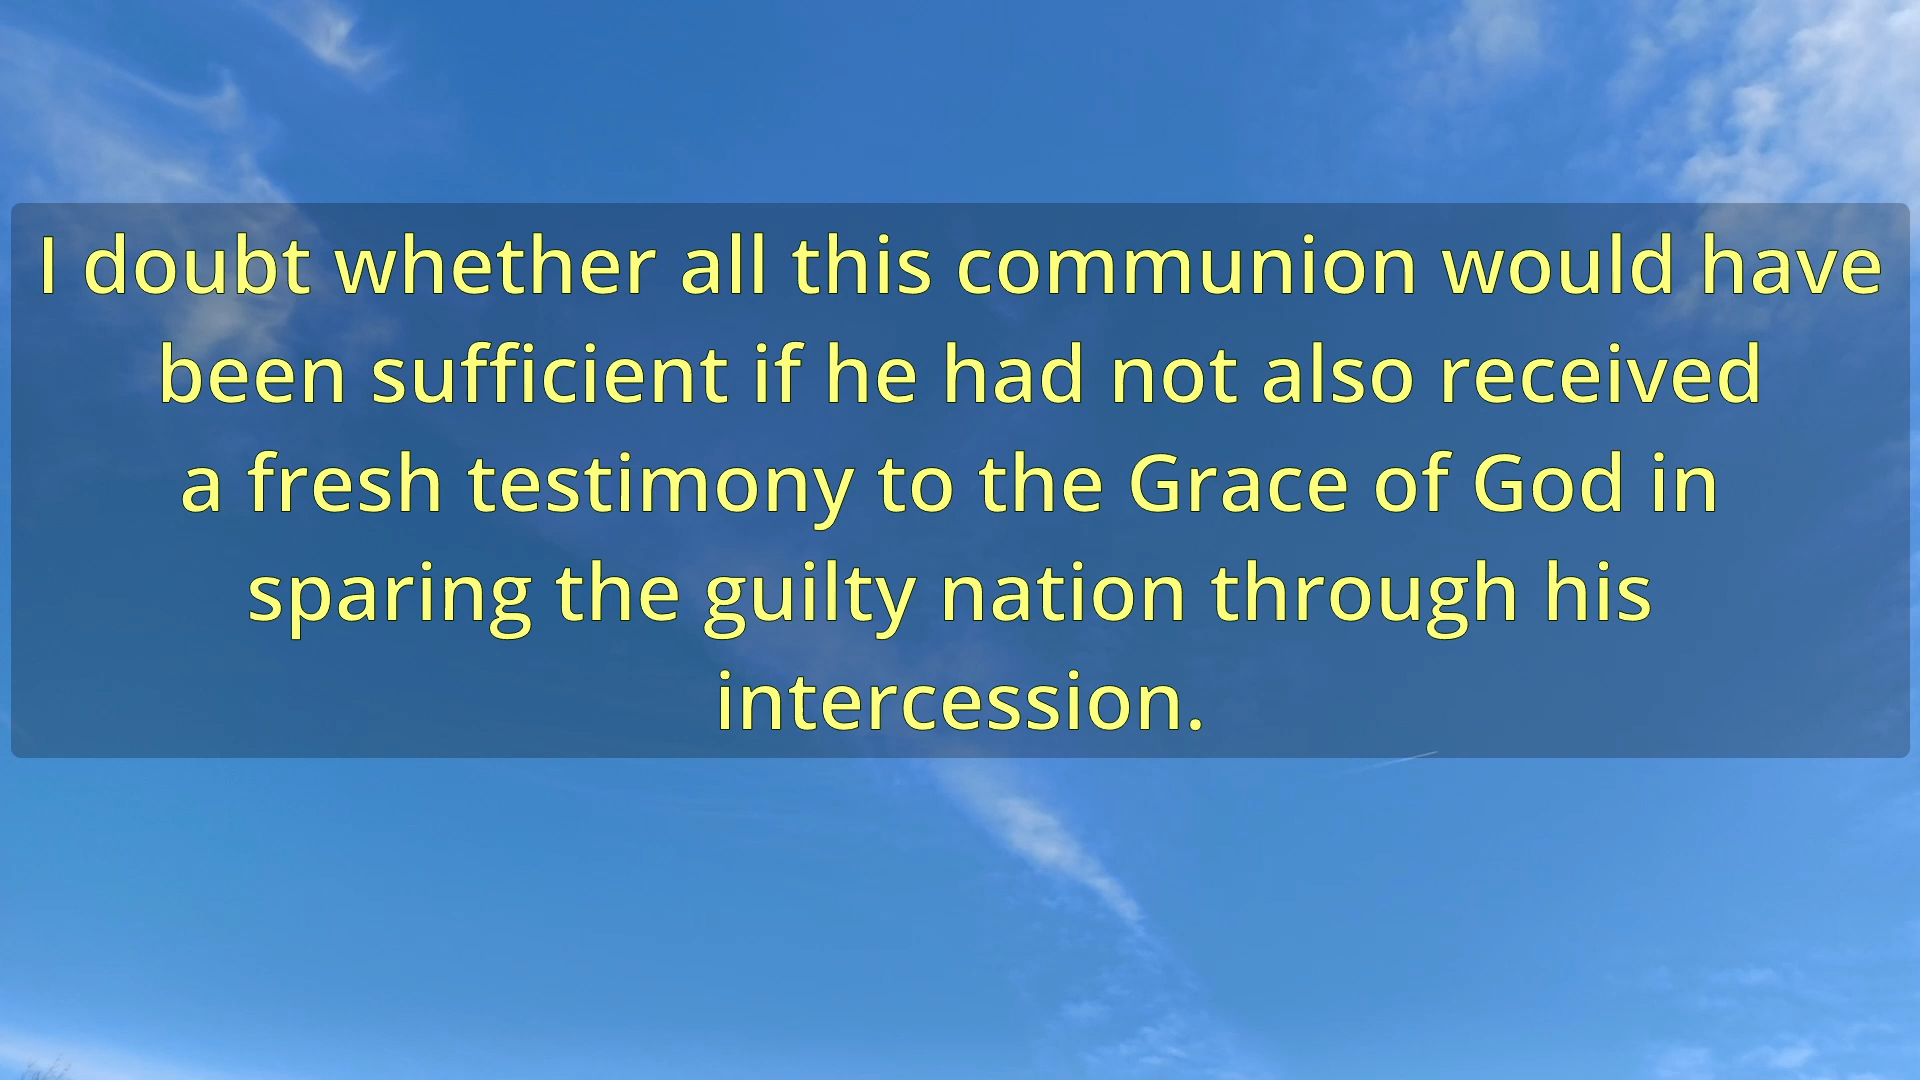 I doubt whether all this communion would have
been sufficient if he had not also received
a fresh testimony to the Grace of God in
sparing the guilty nation through his
intercession.